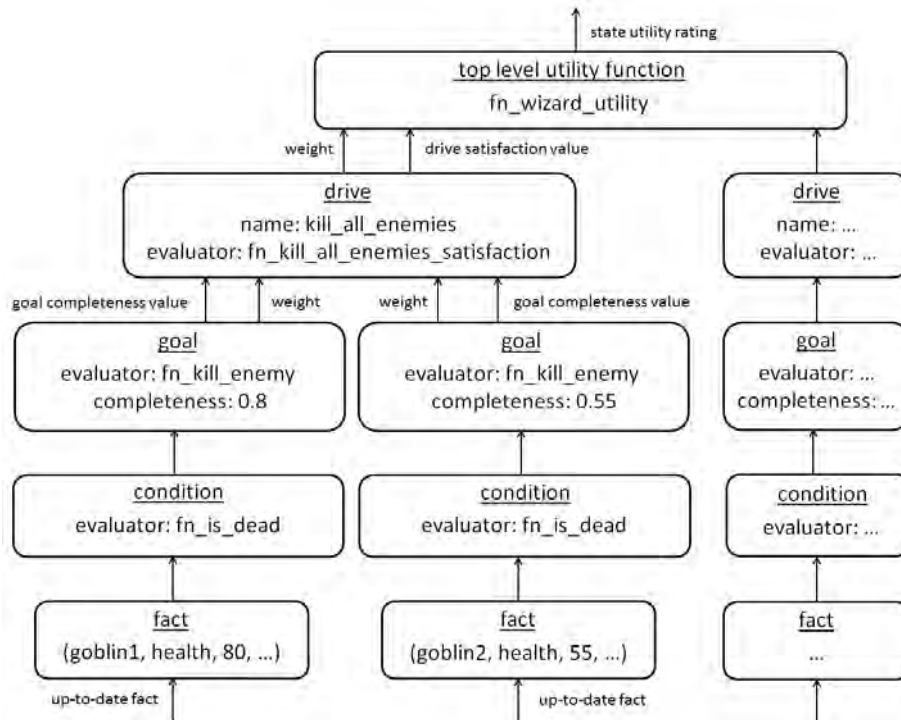 state utility rating
top level utility function
fn_wizard_utility
weight
drive satisfaction value
drive
name: kill_all_enemies
evaluator: fn_kill_all_enemies_satisfaction
drive
name: ...
evaluator: ...
goal completeness value
weight
weight
goal completeness value
goal
evaluator: fn_kill_enemy
completeness: 0.8
goal
evaluator: fn_kill_enemy
completeness: 0.55
goal
evaluator: ...
completeness: ...
condition
evaluator: fn_is_dead
condition
evaluator: fn_is_dead
condition
evaluator: ...
fact
(goblin1, health, 80, ...)
fact
(goblin2, health, 55, ...)
fact
...
up-to-date fact
up-to-date fact